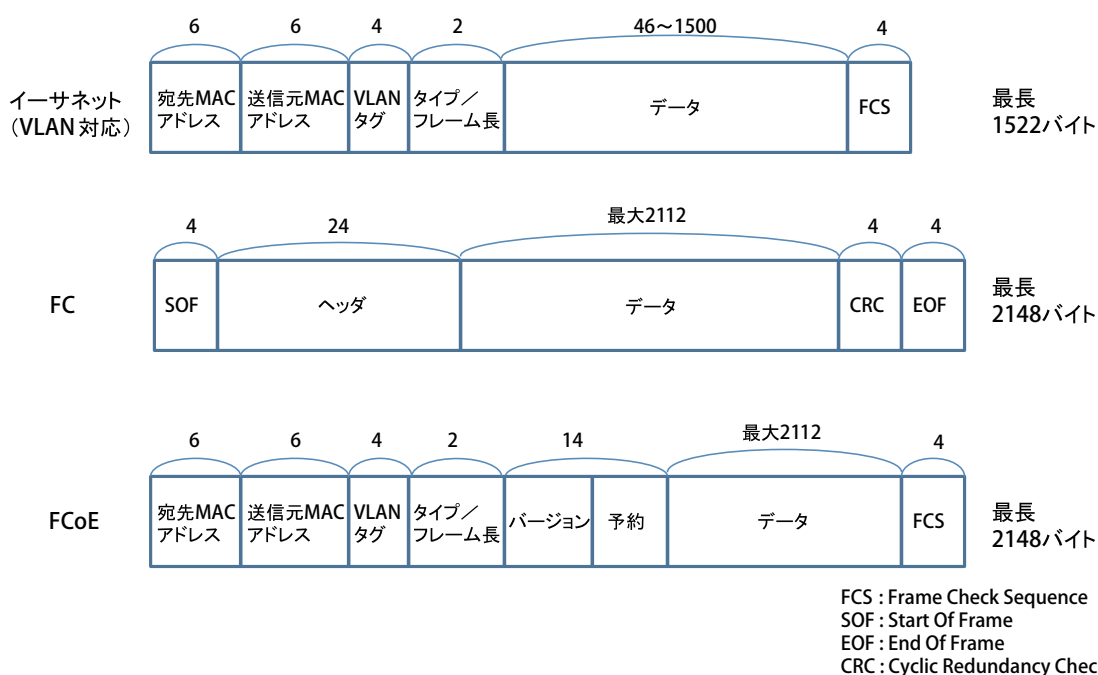 6 6 4 2 46～1500 4
イーサネット
（VLAN 対応）
宛先MAC
アドレス
送信元MAC
アドレス
VLAN
タグ
タイプ／
フレーム長
データ
FCS
最長
1522バイト
4 24 最大2112 4 4
FC
SOF
ヘッダ
データ
CRC
EOF
最長
2148バイト
6 6 4 2 14 最大2112 4
FCoE
宛先MAC
アドレス
送信元MAC
アドレス
VLAN
タグ
タイプ／
フレーム長
バージョン
予約
データ
FCS
最長
2148バイト
FCS : Frame Check Sequence
SOF : Start Of Frame
EOF : End Of Frame
CRC : Cyclic Redundancy Chec